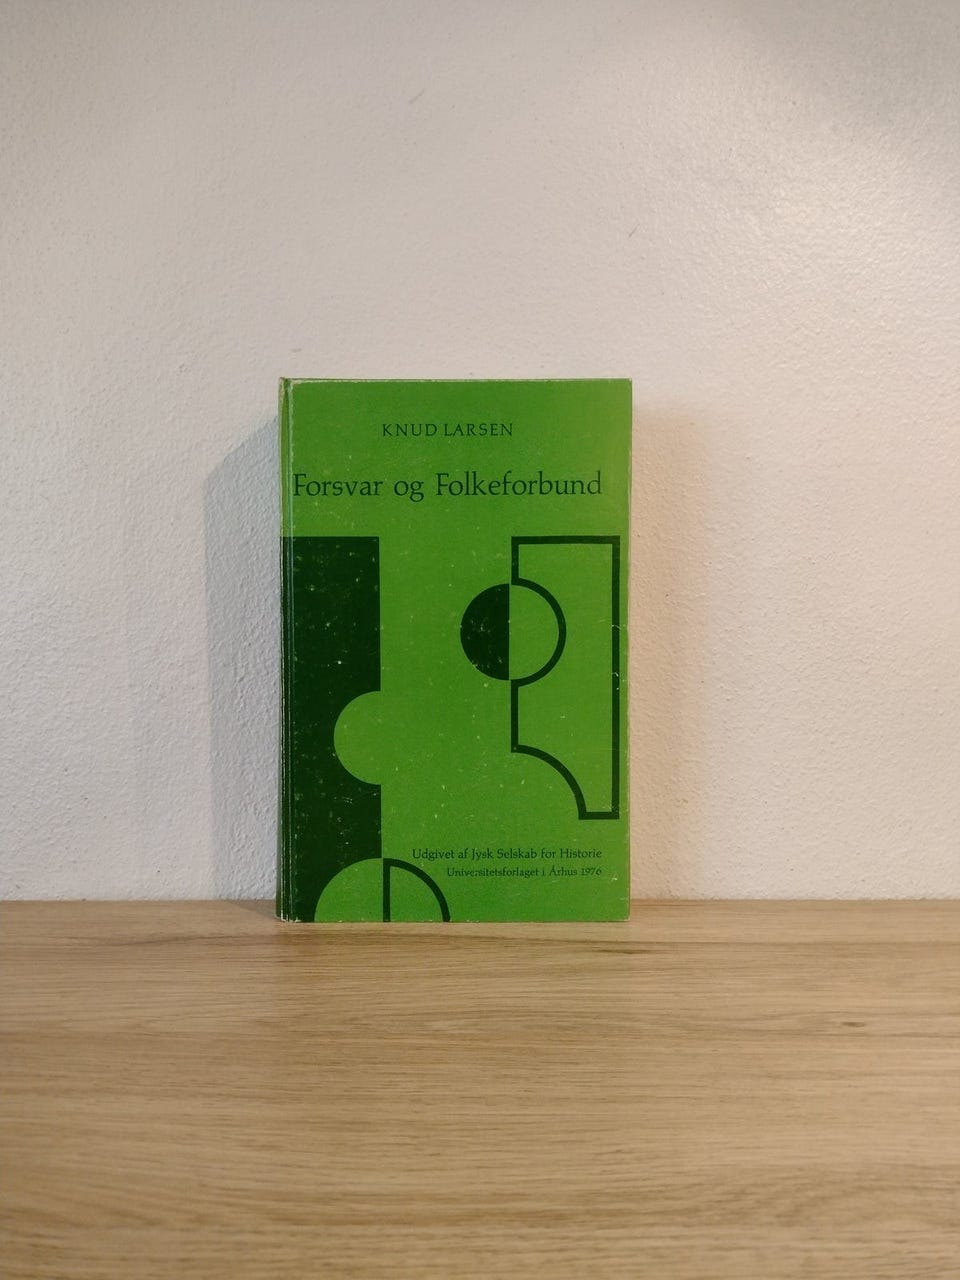 KNUD LARSEN
Forsvar og Folkeforbund
Udgivet af Jysk Selskab for Historie
Universitetsforlaget i Århus 1976